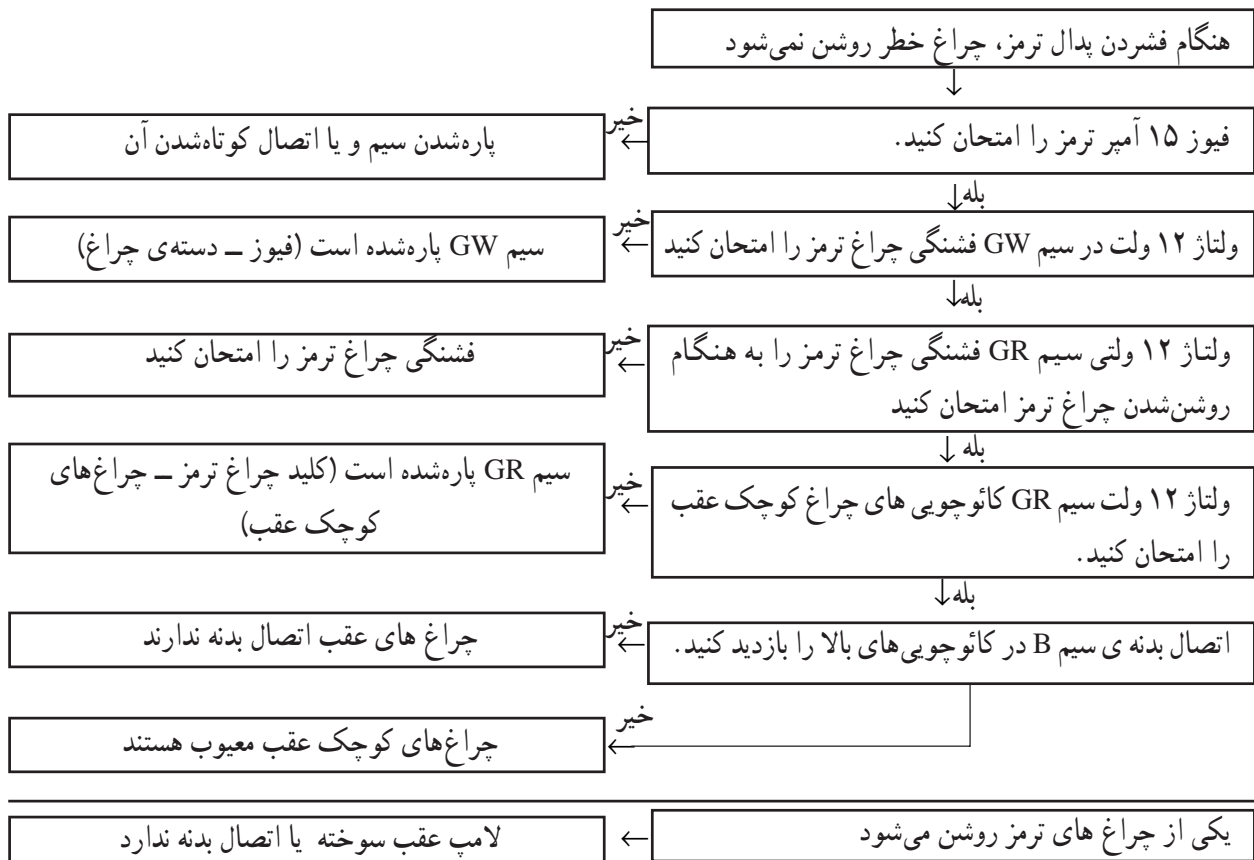 هنگام فشردن پدال ترمز، چراغ خطر روشن نمی‌شود
فیوز ۱۵ آمپر ترمز را امتحان کنید.
خیر
پاره‌شدن سیم و یا اتصال کوتاه‌شدن آن
بله
ولتاژ ۱۲ ولت در سیم GW فشنگی چراغ ترمز را امتحان کنید
خیر
سیم GW پاره‌شده است (فیوز ــ دسته‌ی چراغ)
بله
ولتاژ ۱۲ ولتی سیم GR فشنگی چراغ ترمز را به هنگام
روشن‌شدن چراغ ترمز امتحان کنید
خیر
فشنگی چراغ ترمز را امتحان کنید
بله
ولتاژ ۱۲ ولت سیم GR کائوچویی های چراغ کوچک عقب
را امتحان کنید.
خیر
سیم GR پاره‌شده است (کلید چراغ ترمز ــ چراغ‌های
کوچک عقب)
بله
اتصال بدنه ی سیم B در کائوچویی‌های بالا را بازدید کنید.
خیر
چراغ های عقب اتصال بدنه ندارند
خیر
چراغ‌های کوچک عقب معیوب هستند
یکی از چراغ های ترمز روشن می‌شود
لامپ عقب سوخته یا اتصال بدنه ندارد